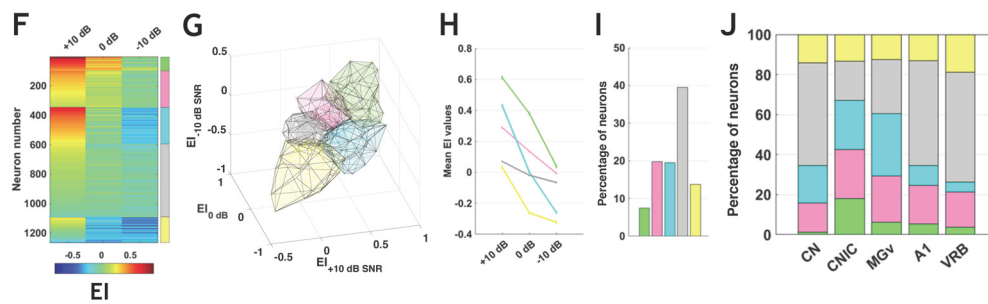 F
+10 dB
0 dB
-10 dB
Neuron number
200
400
600
800
1000
1200
-0.5 0 0.5
EI
G
EI-10 dB SNR
0.5
0
-0.5
-1
1
0
-1
EI0 dB
-0.5
0
0.5
1
EI+10 dB SNR
H
Mean EI values
0.8
0.6
0.4
0.2
0
-0.2
-0.4
+10 dB
0 dB
-10 dB
I
Percentage of neurons
50
40
30
20
10
0
J
Percentage of neurons
100
80
60
40
20
0
CN
CNIC
MGv
A1
VRB